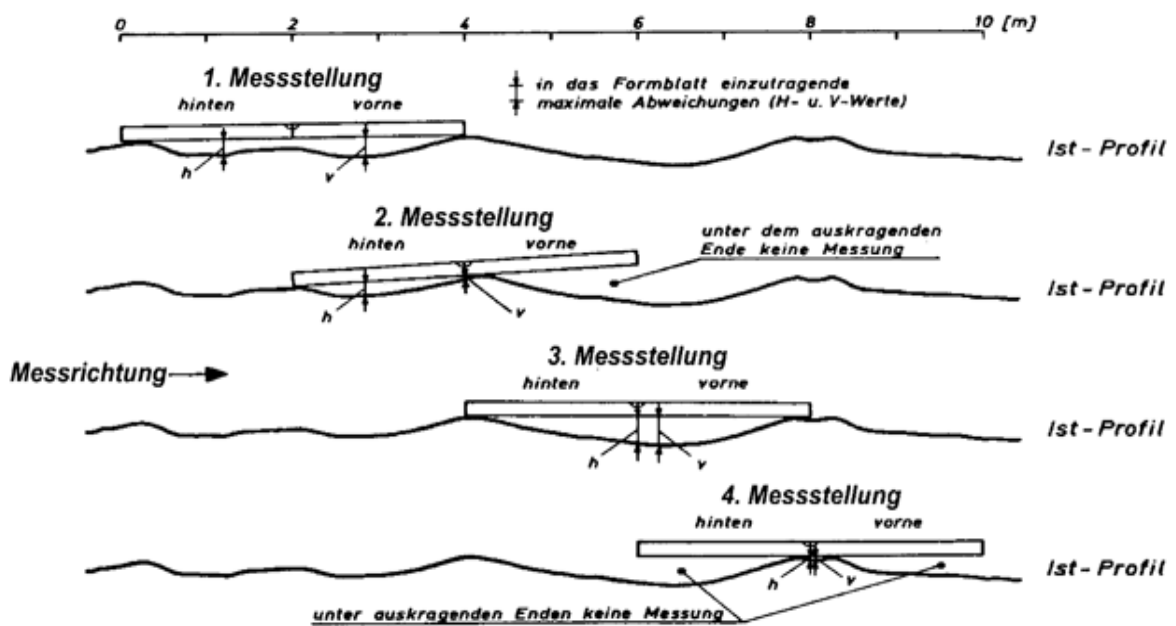 0 2 4 6 8 10 [m]
1. Messstellung
hinten vorne
in das Formblatt einzutragende
maximale Abweichungen (H- u. V-Werte)
h v
Ist-Profil
2. Messstellung
hinten vorne
unter dem auskragenden
Ende keine Messung
h v
Ist-Profil
3. Messstellung
Messrichtung
hinten vorne
h v
Ist-Profil
4. Messstellung
hinten vorne
h v
Ist-Profil
unter auskragenden Enden keine Messung